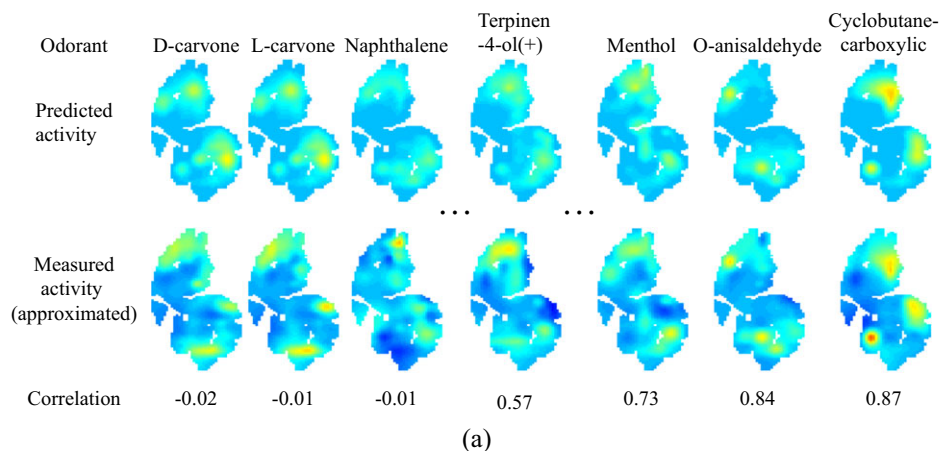 Odorant D-carvone L-carvone Naphthalene Terpinen
-4-ol(+) Menthol O-anisaldehyde Cyclobutane-
carboxylic
Predicted
activity
... ...
Measured
activity
(approximated)
Correlation -0.02 -0.01 -0.01 0.57 0.73 0.84 0.87
(a)